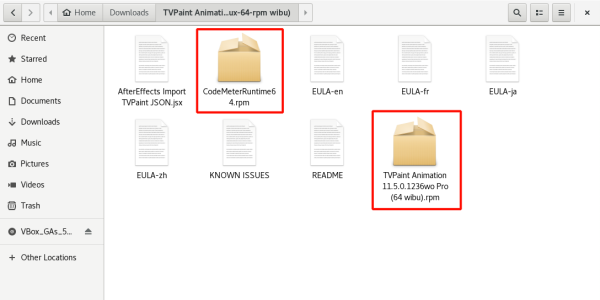 Home
Downloads
TVPaint Animati...ux-64-rpm wibu)
Recent
Starred
Home
Documents
Downloads
Music
Pictures
Videos
Trash
VBox_GAs_5...
Other Locations
AfterEffects Import
TVPaint JSON.jsx
CodeMeterRuntime6
4.rpm
EULA-en
EULA-fr
EULA-ja
EULA-zh
KNOWN ISSUES
README
TVPaint Animation
11.5.0.1236wo Pro
(64 wibu).rpm